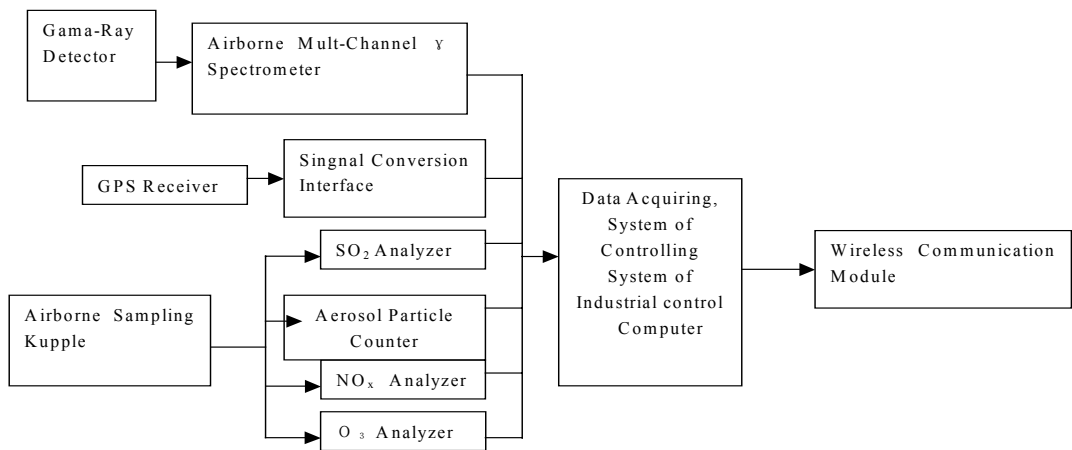 Gama-Ray
Detector
Airborne Mult-Channel γ
Spectrometer
GPS Receiver
Singnal Conversion
Interface
SO₂ Analyzer
Airborne Sampling
Kupple
Aerosol Particle
Counter
NOₓ Analyzer
O₃ Analyzer
Data Acquiring,
System of
Controlling
System of
Industrial control
Computer
Wireless Communication
Module